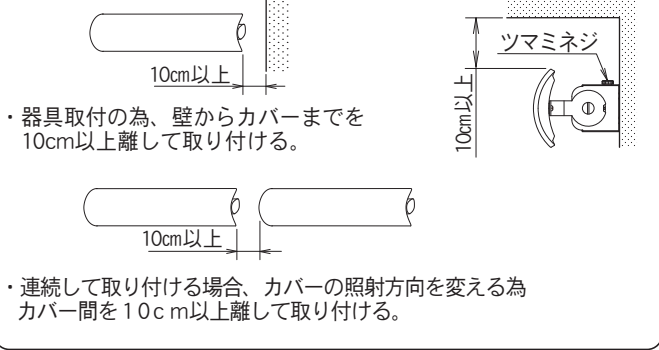 10cm以上
ツマミネジ
10cm以上
・器具取付の為、壁からカバーまでを
10cm以上離して取り付ける。
10cm以上
・連続して取り付ける場合、カバーの照射方向を変える為
カバー間を10cm以上離して取り付ける。